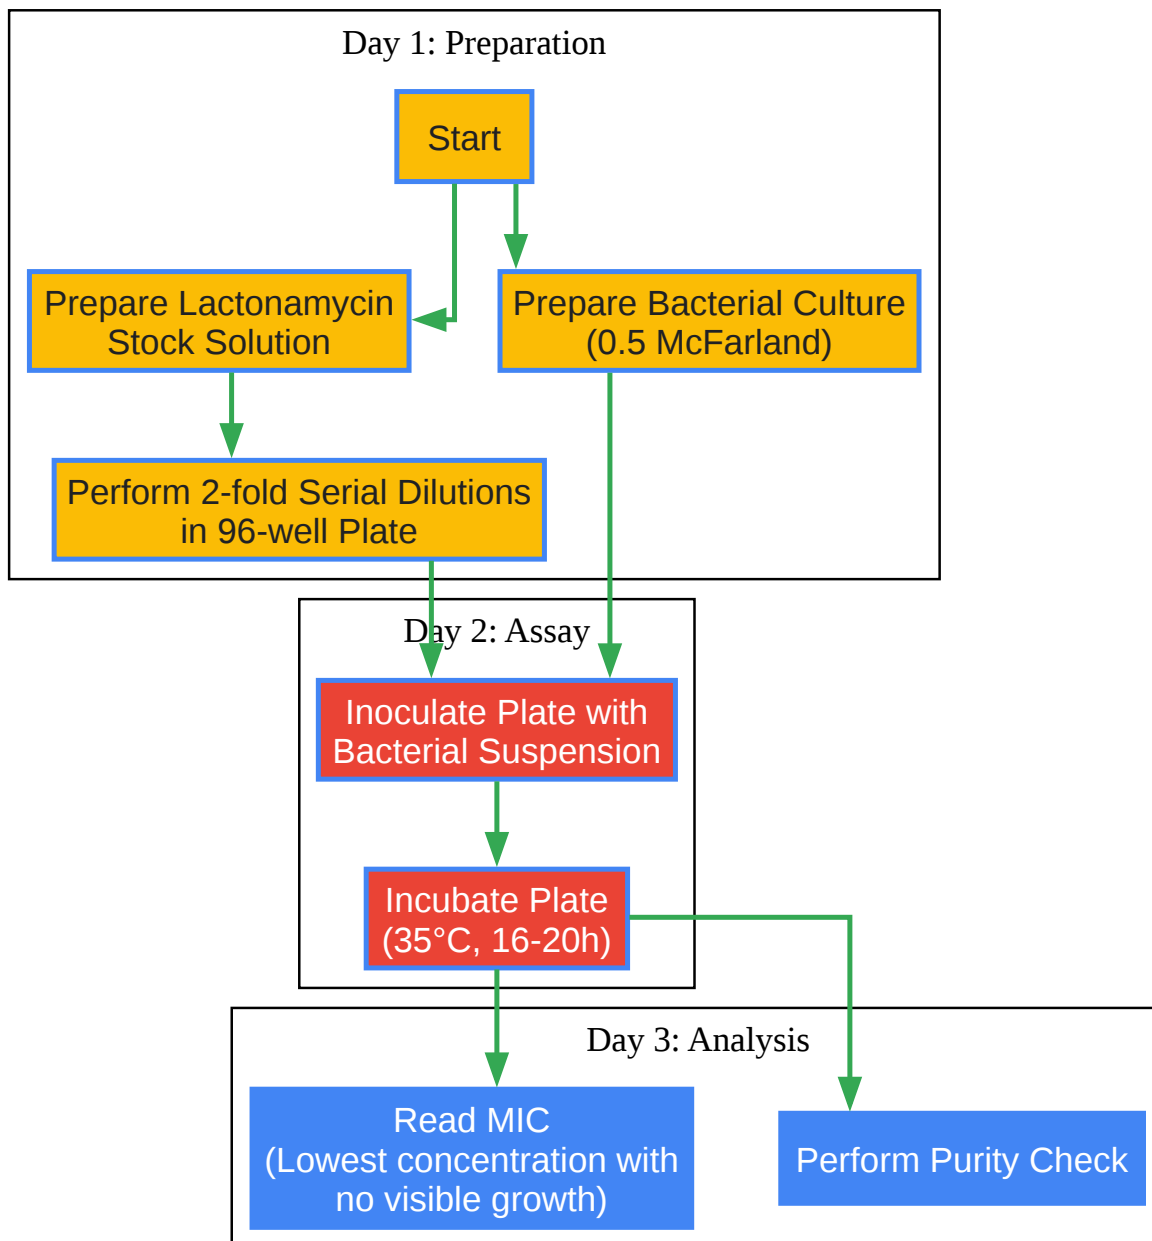 Day 1: Preparation
Start
Prepare Lactonamycin
Stock Solution
Prepare Bacterial Culture
(0.5 McFarland)
Perform 2-fold Serial Dilutions
in 96-well Plate
Day 2: Assay
Inoculate Plate with
Bacterial Suspension
Incubate Plate
(35°C, 16-20h)
Day 3: Analysis
Read MIC
(Lowest concentration with
no visible growth)
Perform Purity Check